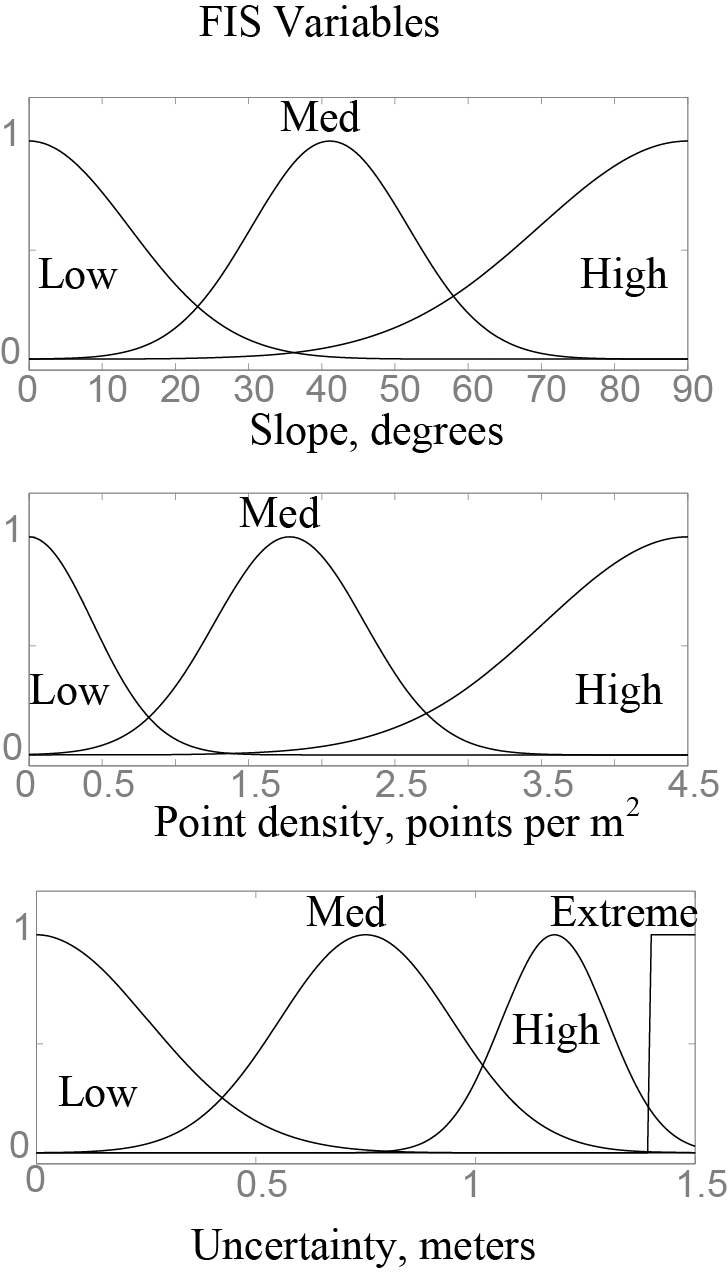 FIS Variables
Med
1
Low
High
0
0 10 20 30 40 50 60 70 80 90
Slope, degrees
Med
1
Low
High
0
0 0.5 1.5 2.5 3.5 4.5
Point density, points per m²
Med
Extreme
1
High
Low
0
0 0.5 1 1.5
Uncertainty, meters